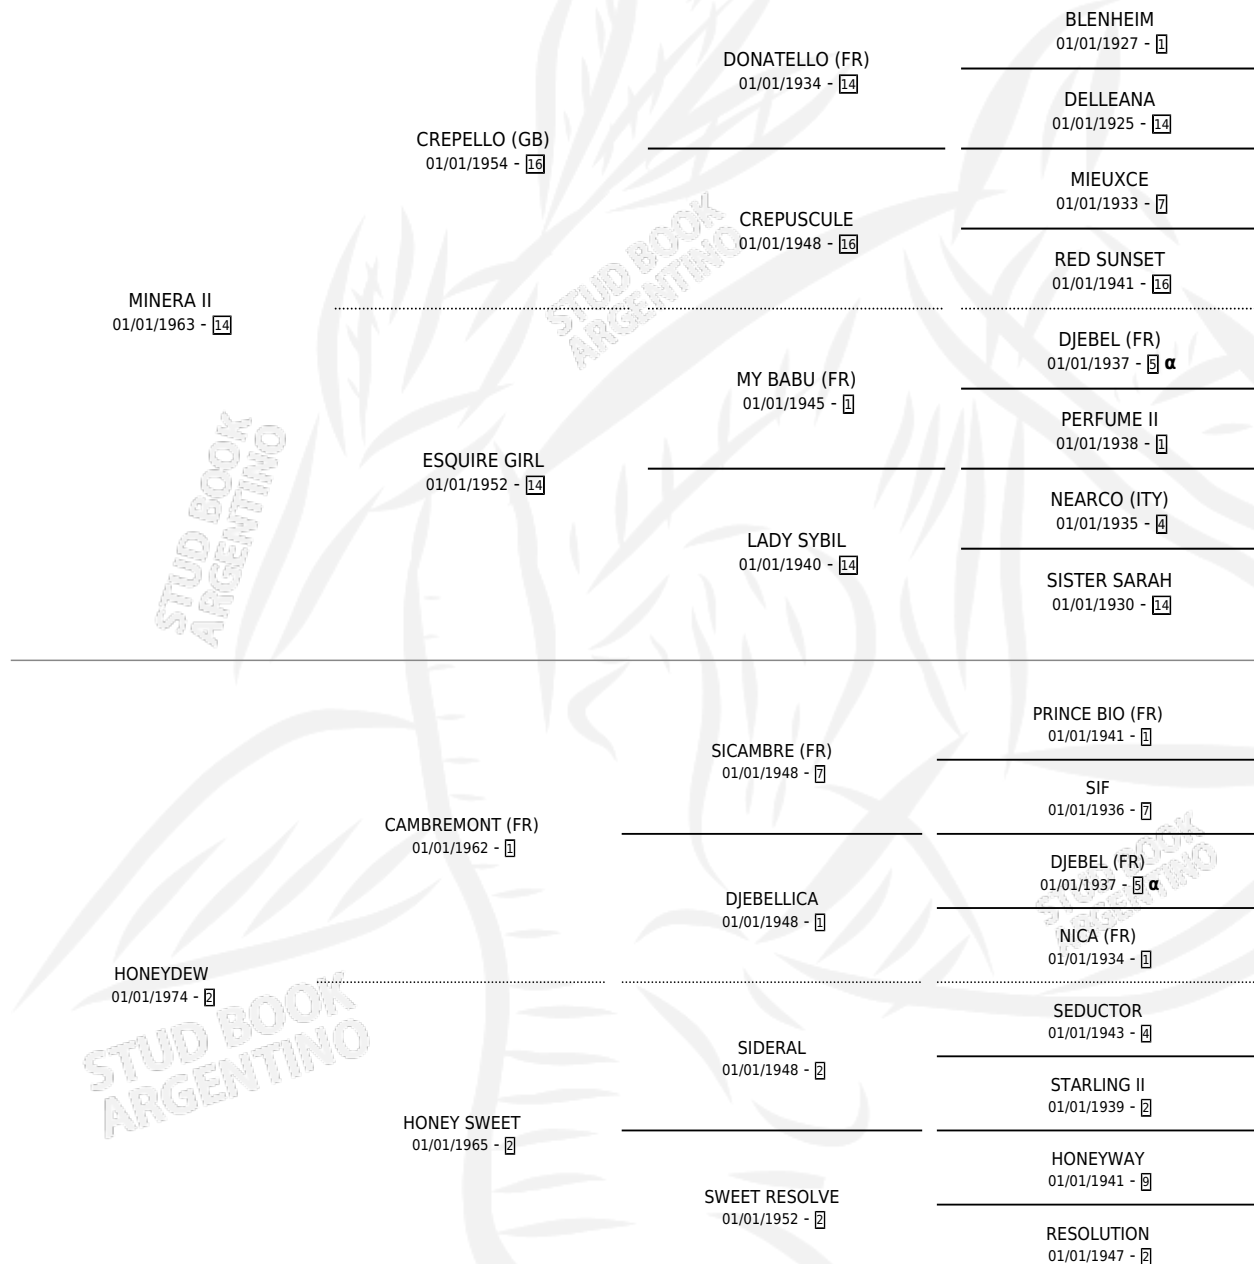 BLENHEIM
01/01/1927 - 1
DONATELLO (FR)
01/01/1934 - 14
DELLEANA
01/01/1925 - 14
CREPELLO (GB)
01/01/1954 - 16
MIEUXCE
01/01/1933 - 7
CREPUSCULE
01/01/1948 - 16
RED SUNSET
01/01/1941 - 16
MINERA II
01/01/1963 - 14
DJEBEL (FR)
01/01/1937 - 5 α
MY BABU (FR)
01/01/1945 - 1
PERFUME II
01/01/1938 - 1
ESQUIRE GIRL
01/01/1952 - 14
NEARCO (ITY)
01/01/1935 - 4
LADY SYBIL
01/01/1940 - 14
SISTER SARAH
01/01/1930 - 14
PRINCE BIO (FR)
01/01/1941 - 1
SICAMBRE (FR)
01/01/1948 - 7
SIF
01/01/1936 - 7
CAMBREMONT (FR)
01/01/1962 - 1
DJEBEL (FR)
01/01/1937 - 5 α
DJEBELLICA
01/01/1948 - 1
NICA (FR)
01/01/1934 - 1
HONEYDEW
01/01/1974 - 2
SEDUCTOR
01/01/1943 - 4
SIDERAL
01/01/1948 - 2
STARLING II
01/01/1939 - 2
HONEY SWEET
01/01/1965 - 2
HONEYWAY
01/01/1941 - 9
SWEET RESOLVE
01/01/1952 - 2
RESOLUTION
01/01/1947 - 2
STUD BOOK
ARGENTINO
STUD BOOK
ARGENTINO
STUD BOOK
ARGENTINO
STUD BOOK
ARGENTINO